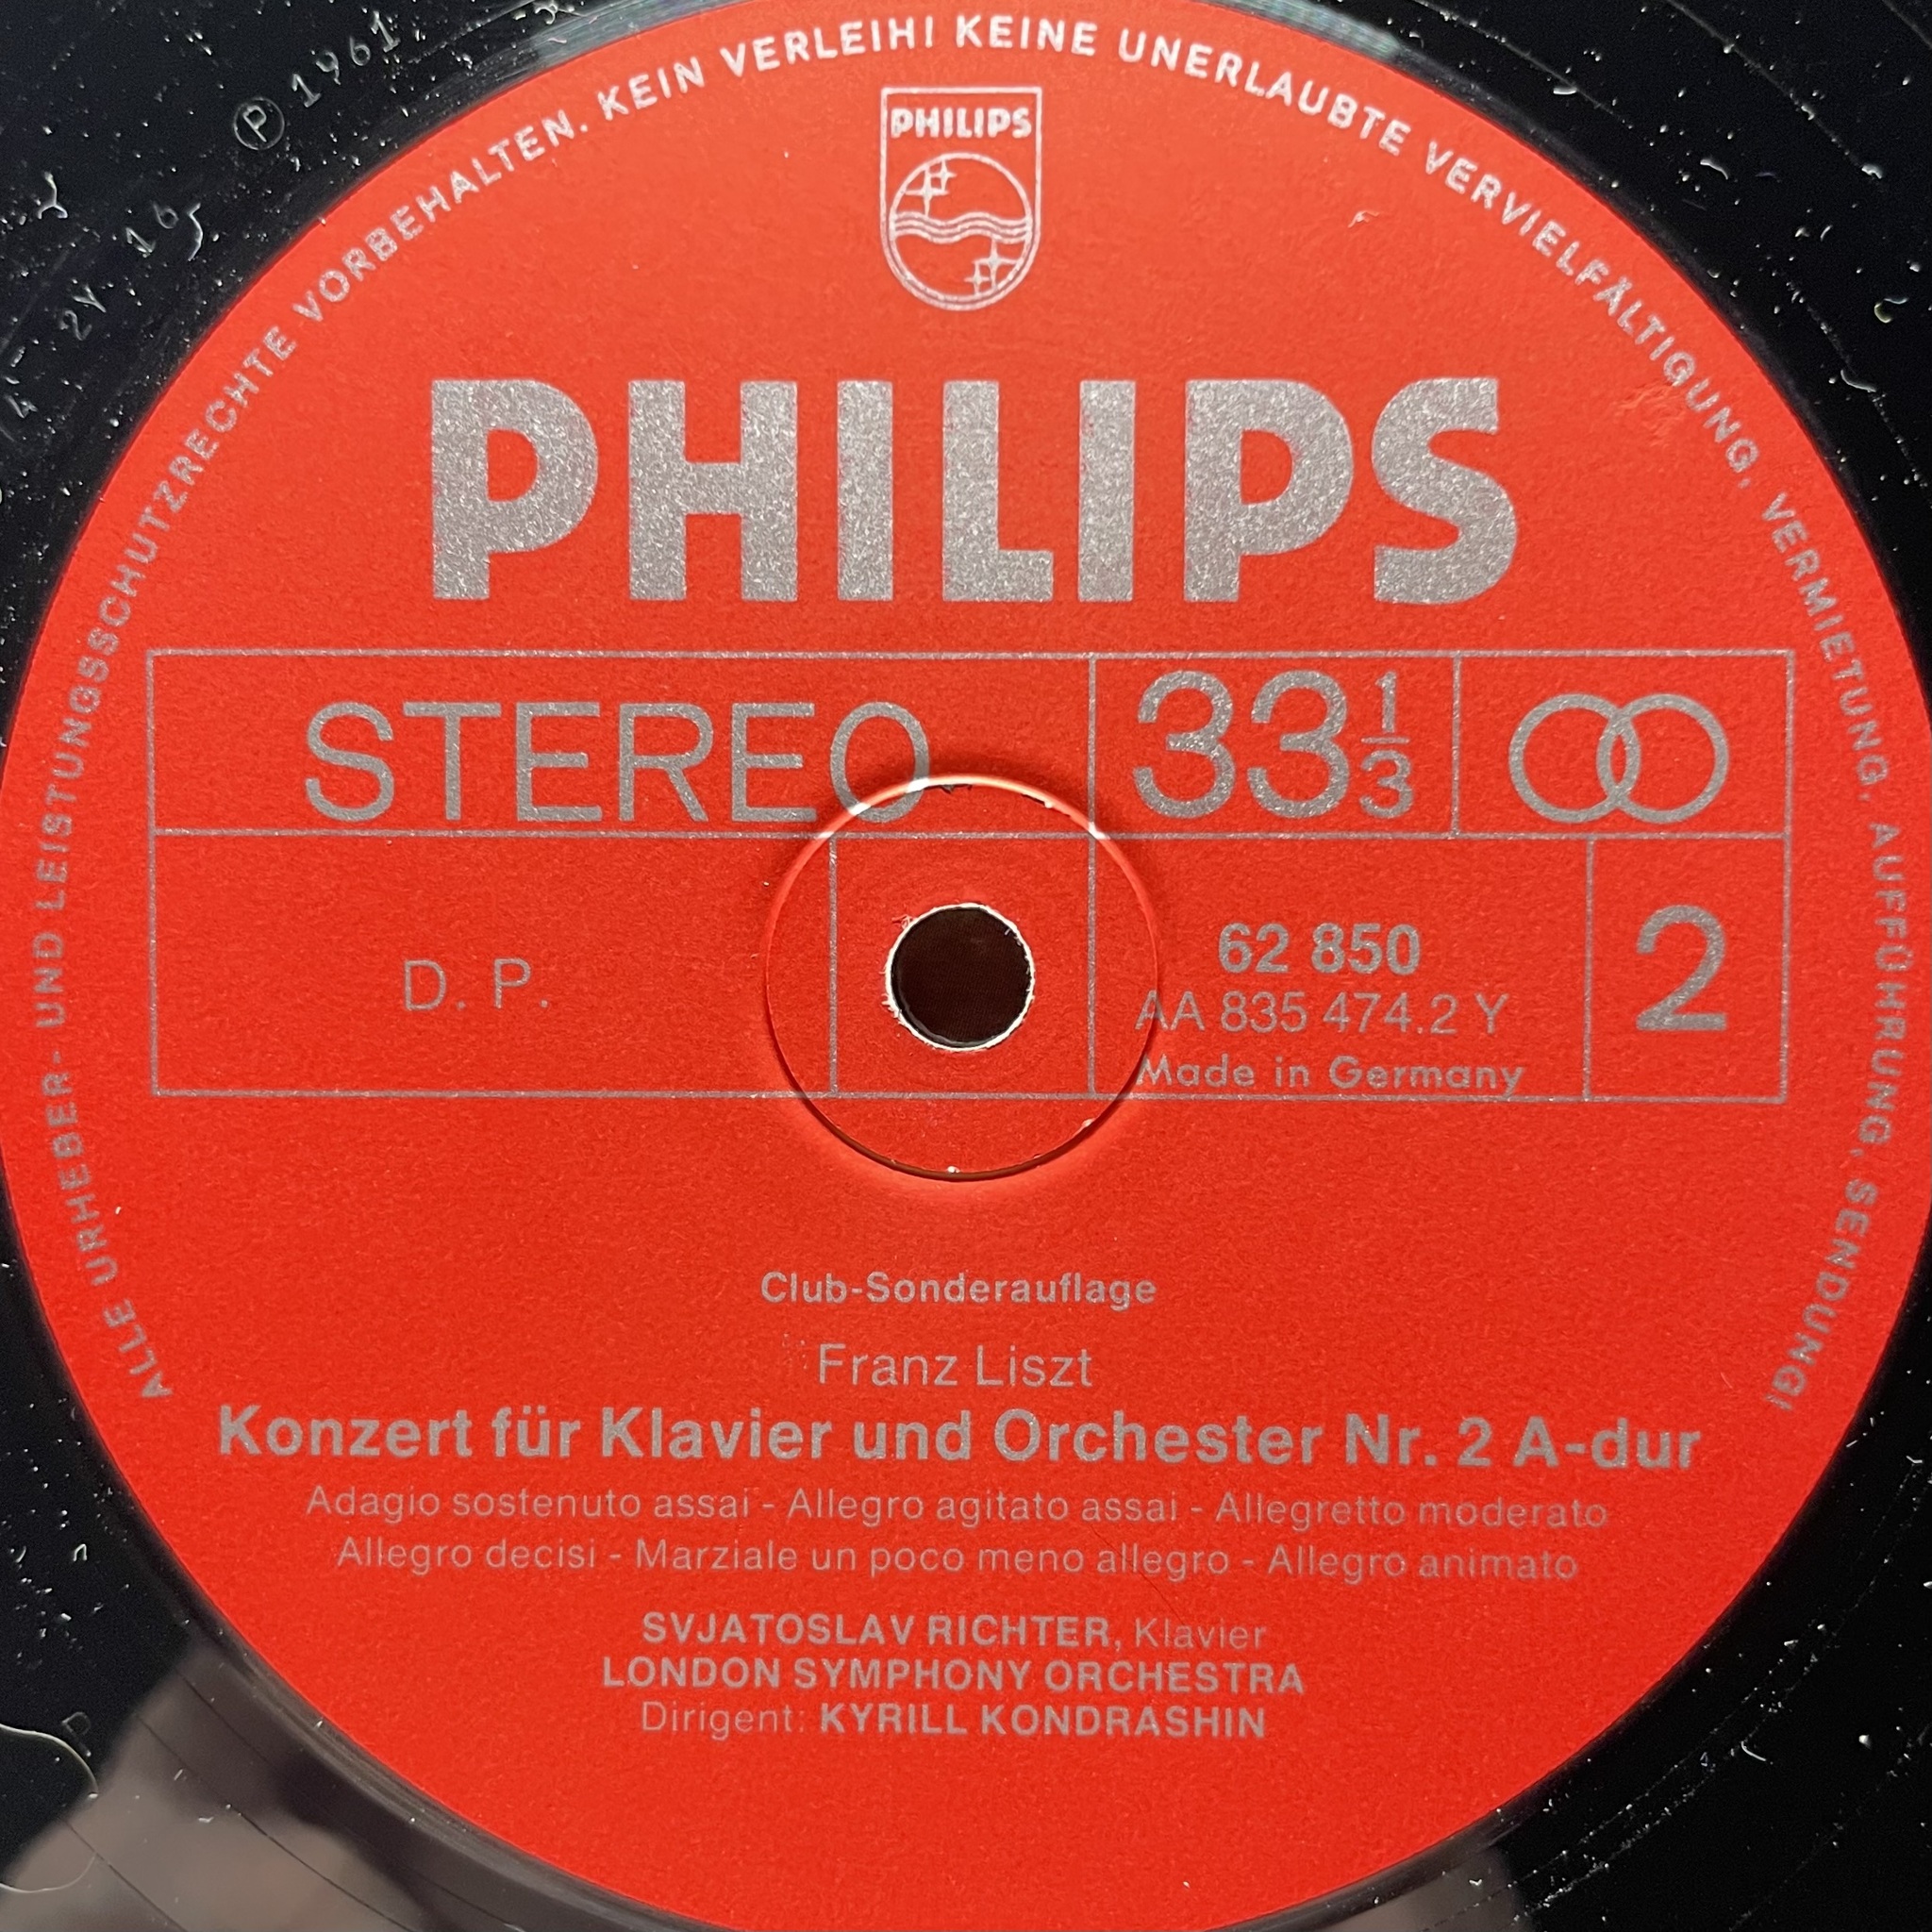 Ⓟ 1961
ALLE URHEBER- UND LEISTUNGSSCHUTZRECHTE VORBEHALTEN. KEIN VERLEIH! KEINE UNERLAUBTE VERVIELFÄLTIGUNG, VERMIETUNG, AUFFÜHRUNG, SENDUNG!
PHILIPS
PHILIPS
STEREO 33 1/3
D. P.
62 850
AA 835 474.2 Y
Made in Germany
2
Club-Sonderauflage
Franz Liszt
Konzert für Klavier und Orchester Nr. 2 A-dur
Adagio sostenuto assai - Allegro agitato assai - Allegretto moderato
Allegro decisi - Marziale un poco meno allegro - Allegro animato
SVJATOSLAV RICHTER, Klavier
LONDON SYMPHONY ORCHESTRA
Dirigent: KYRILL KONDRASHIN